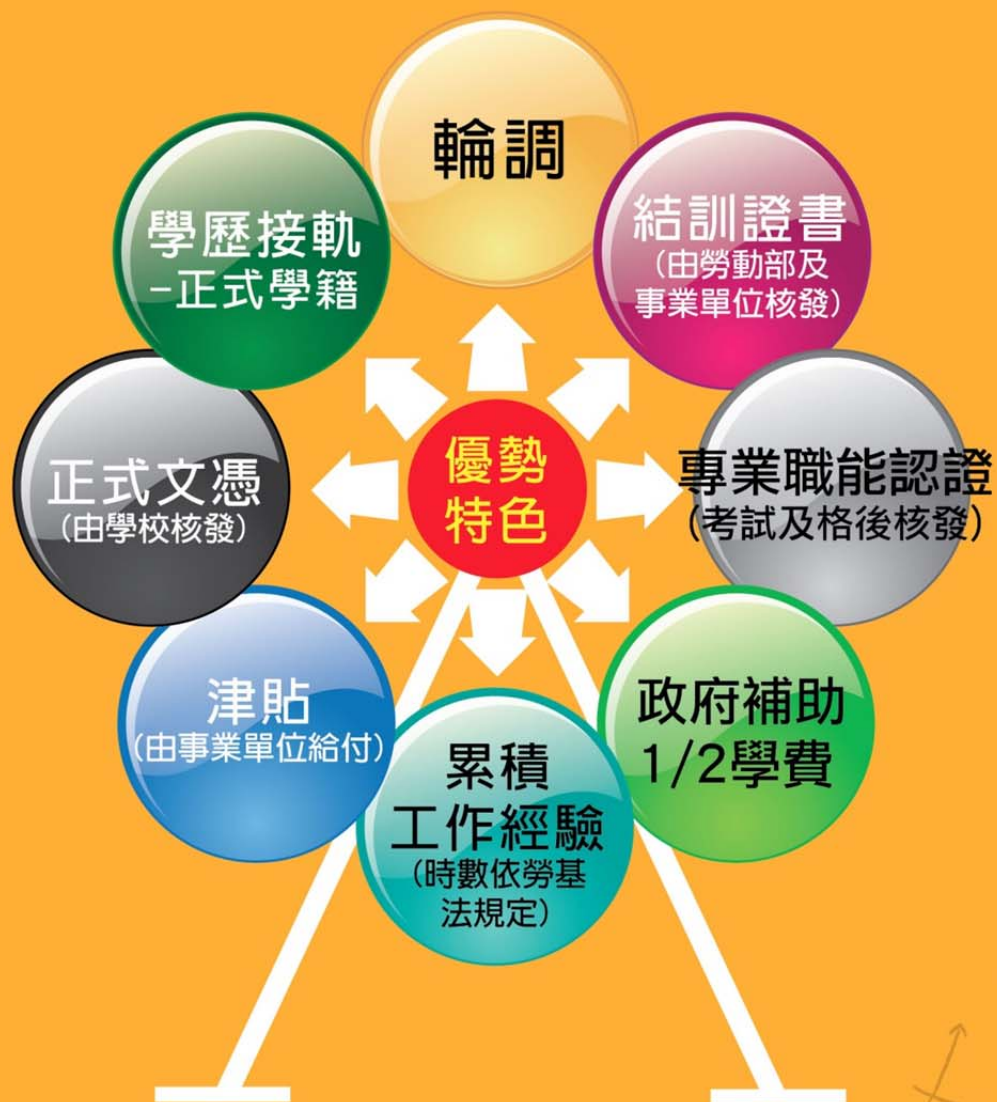 輪調
學歷接軌
-正式學籍
結訓證書
(由勞動部及
事業單位核發)
正式文憑
(由學校核發)
優勢
特色
專業職能認證
(考試及格後核發)
津貼
(由事業單位給付)
累積
工作經驗
(時數依勞基
法規定)
政府補助
1/2學費